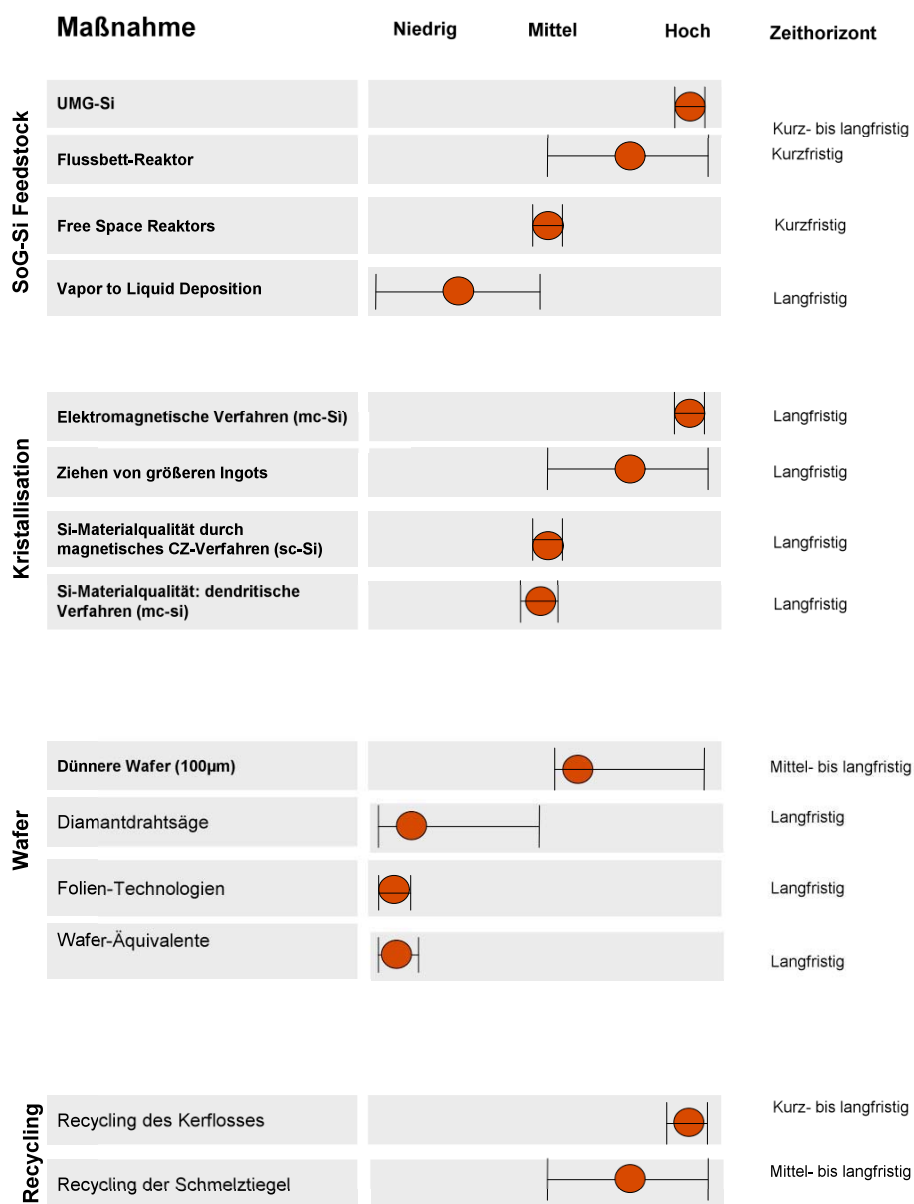 Maßnahme Niedrig Mittel Hoch Zeithorizont
SoG-Si Feedstock
UMG-Si Kurz- bis langfristig
Flussbett-Reaktor Kurzfristig
Free Space Reaktors Kurzfristig
Vapor to Liquid Deposition Langfristig
Kristallisation
Elektromagnetische Verfahren (mc-Si) Langfristig
Ziehen von größeren Ingots Langfristig
Si-Materialqualität durch
magnetisches CZ-Verfahren (sc-Si) Langfristig
Si-Materialqualität: dendritische
Verfahren (mc-si) Langfristig
Wafer
Dünnere Wafer (100µm) Mittel- bis langfristig
Diamantdrahtsäge Langfristig
Folien-Technologien Langfristig
Wafer-Äquivalente Langfristig
Recycling
Recycling des Kerflosses Kurz- bis langfristig
Recycling der Schmelztiegel Mittel- bis langfristig